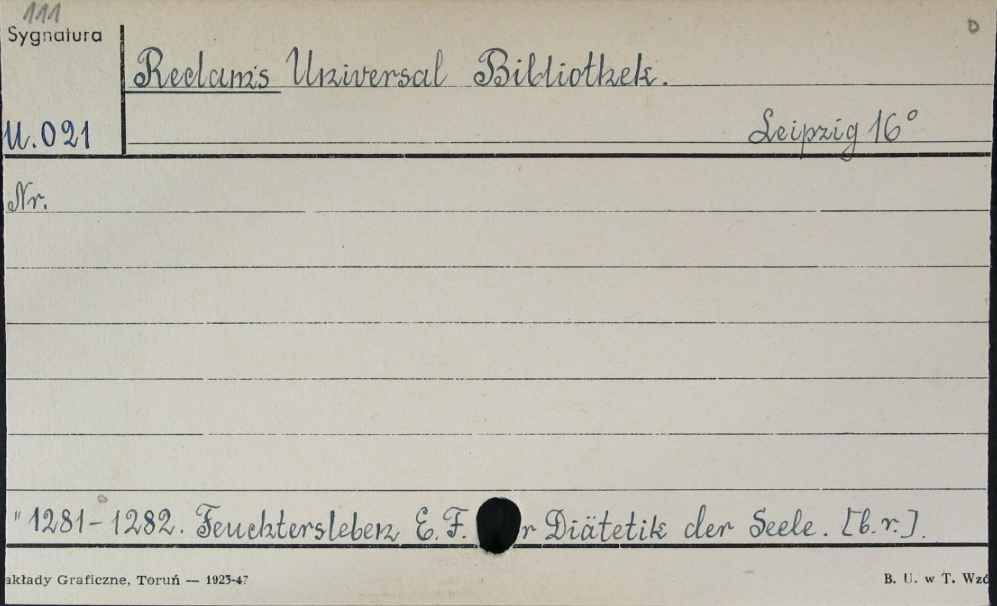 111
Sygnatura
D
Reclam's Universal Bibliothek.
U.021
Leipzig 16°
Nr.
" 1281-1282. Feuchtersleben E. F. r Diätetik der Seele. [b.r.].
akłady Graficzne, Toruń — 1923-47
B. U. w T. Wzó